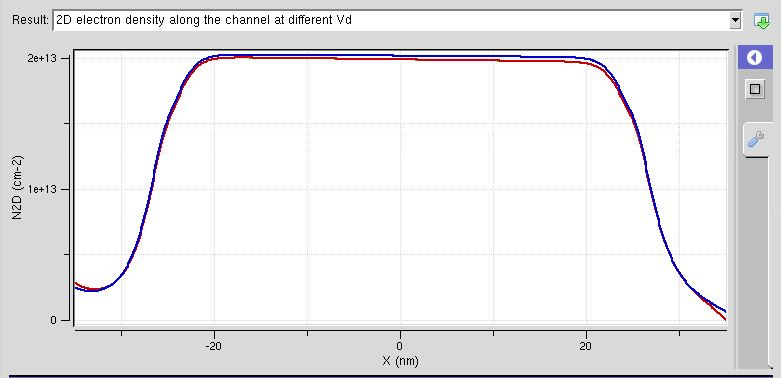 Result: 2D electron density along the channel at different Vd
2e+13
1e+13
0
N2D (cm-2)
-20
0
20
X (nm)